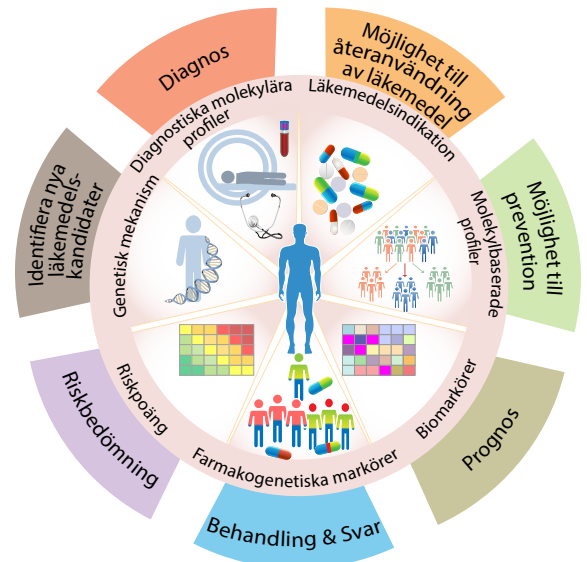 Diagnos
Möjlighet till
återanvändning
av läkemedel
Möjlighet till
prevention
Prognos
Behandling & Svar
Riskbedömning
Identifiera nya
läkemedels-
kandidater
Diagnostiska molekylära
profiler
Läkemedelsindikation
Molekylbaserade
profiler
Biomarkörer
Farmakogenetiska markörer
Riskpoäng
Genetisk mekanism